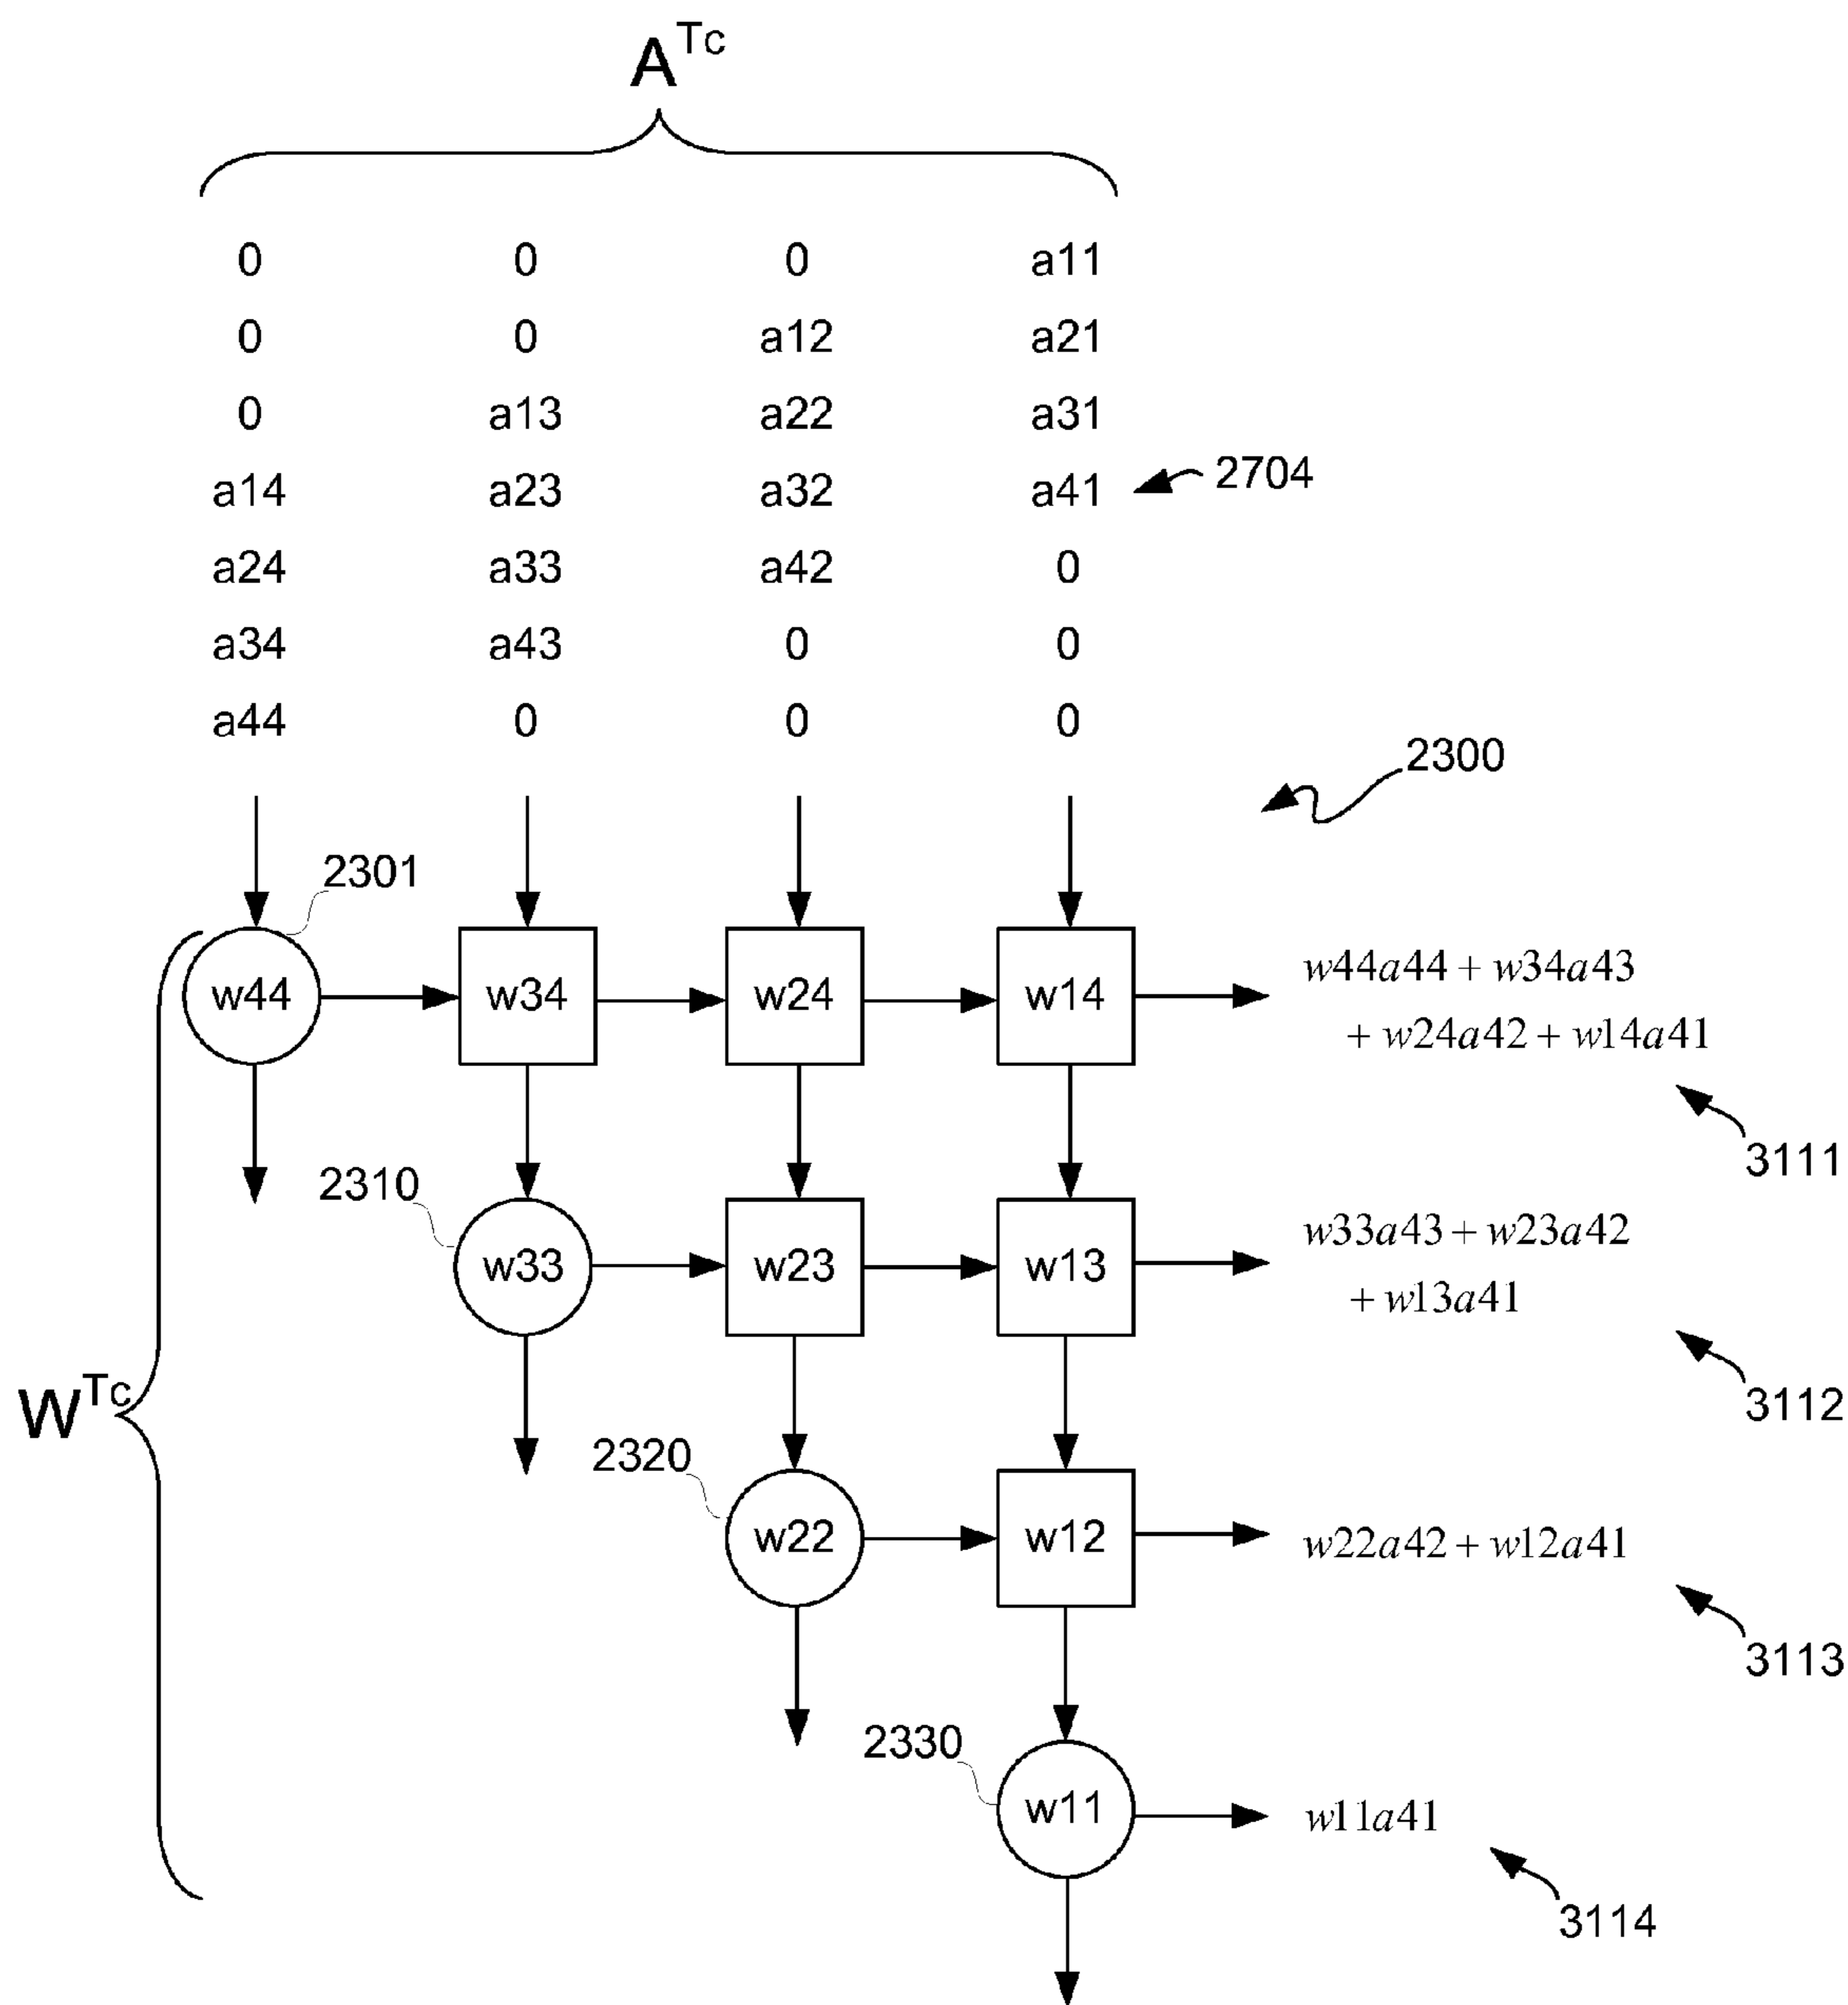 A^Tc
0 0 0 a11
0 0 a12 a21
0 a13 a22 a31
a14 a23 a32 a41 2704
a24 a33 a42 0
a34 a43 0 0
a44 0 0 0
2300
2301
w44 w34 w24 w14 w44a44 + w34a43
+ w24a42 + w14a41
3111
2310
w33 w23 w13 w33a43 + w23a42
+ w13a41
W^Tc
3112
2320
w22 w12 w22a42 + w12a41
3113
2330
w11 w11a41
3114